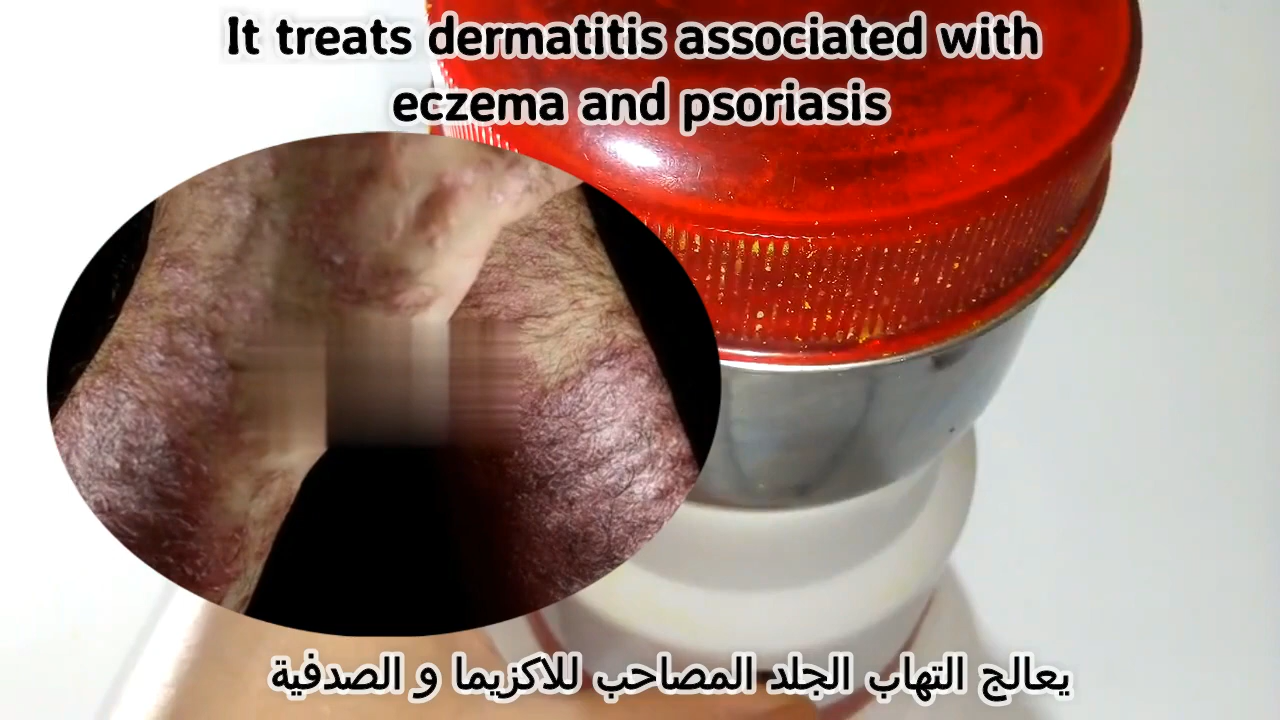 It treats dermatitis associated with
eczema and psoriasis
يعالج التهاب الجلد المصاحب للاكزيما و الصدفية